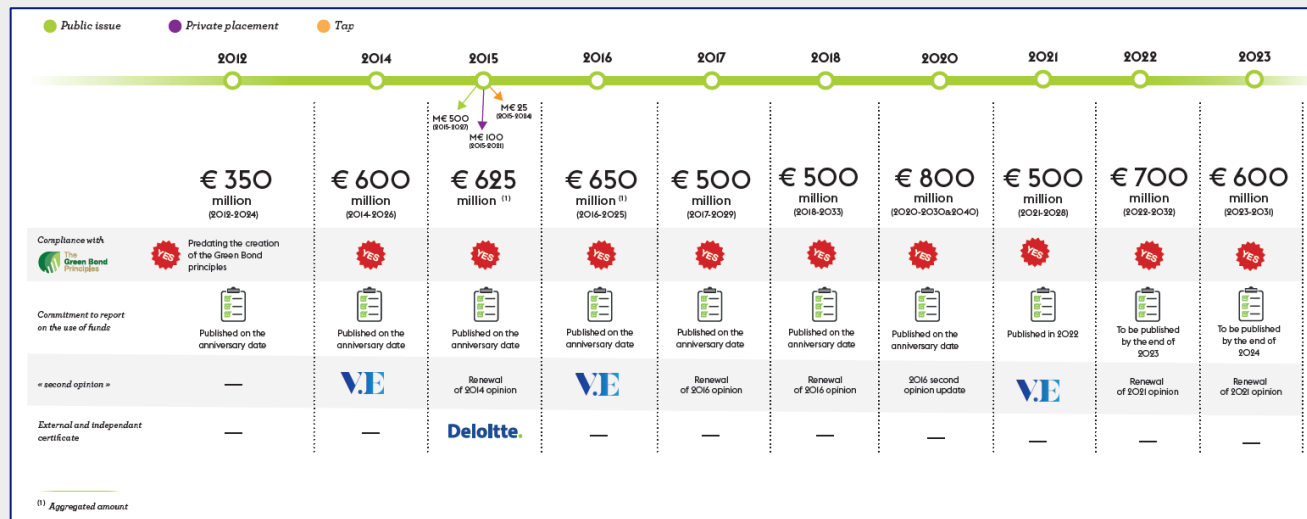 Public issue Private placement Tap
2012 2014 2015 2016 2017 2018 2020 2021 2022 2023
M€ 500
(2015-2027)
M€ 100
(2015-2021)
M€ 25
(2015-2024)
€ 350
million
(2012-2024)
€ 600
million
(2014-2026)
€ 625
million (1)
€ 650
million (1)
(2016-2025)
€ 500
million
(2017-2029)
€ 500
million
(2018-2033)
€ 800
million
(2020-2030&2040)
€ 500
million
(2021-2028)
€ 700
million
(2022-2032)
€ 600
million
(2023-2031)
Compliance with
The
Green Bond
Principles
YES
Predating the creation
of the Green Bond
principles
YES
YES
YES
YES
YES
YES
YES
YES
YES
Commitment to report
on the use of funds
Published on the
anniversary date
Published on the
anniversary date
Published on the
anniversary date
Published on the
anniversary date
Published on the
anniversary date
Published on the
anniversary date
Published on the
anniversary date
Published in 2022
To be published
by the end of
2023
To be published
by the end of
2024
« second opinion »
—
V.E
Renewal
of 2014 opinion
V.E
Renewal
of 2016 opinion
Renewal
of 2016 opinion
2016 second
opinion update
V.E
Renewal
of 2021 opinion
Renewal
of 2021 opinion
External and independant
certificate
—
—
Deloitte.
—
—
—
—
—
—
—
(1) Aggregated amount